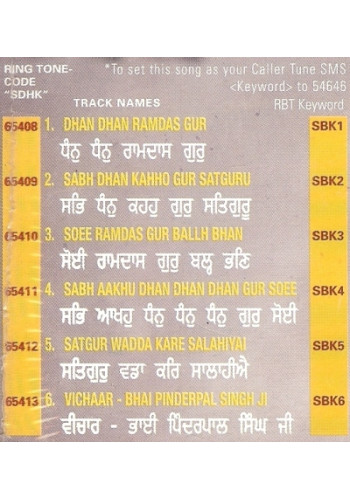 RING TONE- *To set this song as your Caller Tune SMS
CODE <Keyword> to 54646
"SDHK" TRACK NAMES RBT Keyword
65408 1. DHAN DHAN RAMDAS GUR SBK1
ਧੰਨੁ ਧੰਨੁ ਰਾਮਦਾਸ ਗੁਰੁ
65409 2. SABH DHAN KAHHO GUR SATGURU SBK2
ਸਭਿ ਧੰਨੁ ਕਹਹੁ ਗੁਰੁ ਸਤਿਗੁਰੂ
65410 3. SOEE RAMDAS GUR BALLH BHAN SBK3
ਸੋਈ ਰਾਮਦਾਸੁ ਗੁਰੁ ਬਲ੍ਹ ਭਣਿ
65411 4. SABH AAKHU DHAN DHAN DHAN GUR SOEE SBK4
ਸਭਿ ਆਖਹੁ ਧੰਨੁ ਧੰਨੁ ਧੰਨੁ ਗੁਰੁ ਸੋਈ
65412 5. SATGUR WADDA KARE SALAHIYAI SBK5
ਸਤਿਗੁਰੁ ਵਡਾ ਕਰਿ ਸਾਲਾਹੀਐ
65413 6. VICHAAR - BHAI PINDERPAL SINGH JI SBK6
ਵੀਚਾਰ - ਭਾਈ ਪਿੰਦਰਪਾਲ ਸਿੰਘ ਜੀ